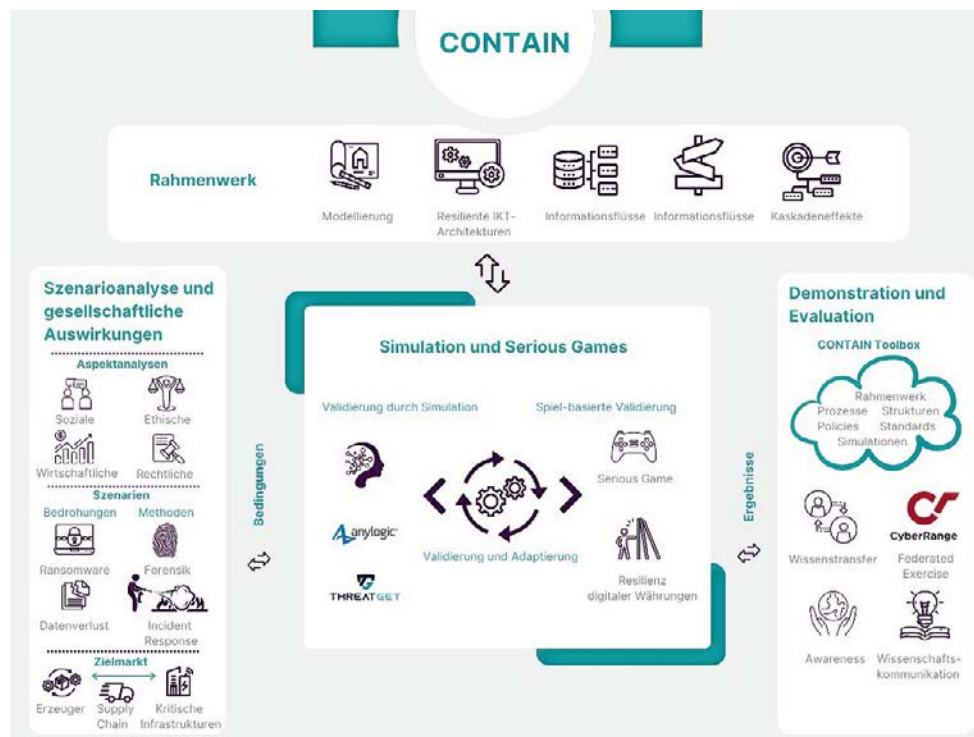 CONTAIN
Rahmenwerk
Modellierung
Resiliente IKT-
Architekturen
Informationsflüsse
Informationsflüsse
Kaskadeneffekte
Szenarioanalyse und
gesellschaftliche
Auswirkungen
Aspektanalysen
Soziale
Ethische
Wirtschaftliche
Rechtliche
Szenarien
Bedrohungen
Methoden
Ransomware
Forensik
Datenverlust
Incident
Response
Zielmarkt
Erzeuger
Supply
Chain
Kritische
Infrastrukturen
Bedingungen
Simulation und Serious Games
Validierung durch Simulation
Spiel-basierte Validierung
Serious Game
anylogic
Validierung und Adaptierung
THREATGET
Resilienz
digitaler Währungen
Ergebnisse
Demonstration und
Evaluation
CONTAIN Toolbox
Rahmenwerk
Prozesse Strukturen
Policies Standards
Simulationen
Wissenstransfer
CyberRange
Federated
Exercise
Awareness
Wissenschafts-
kommunikation